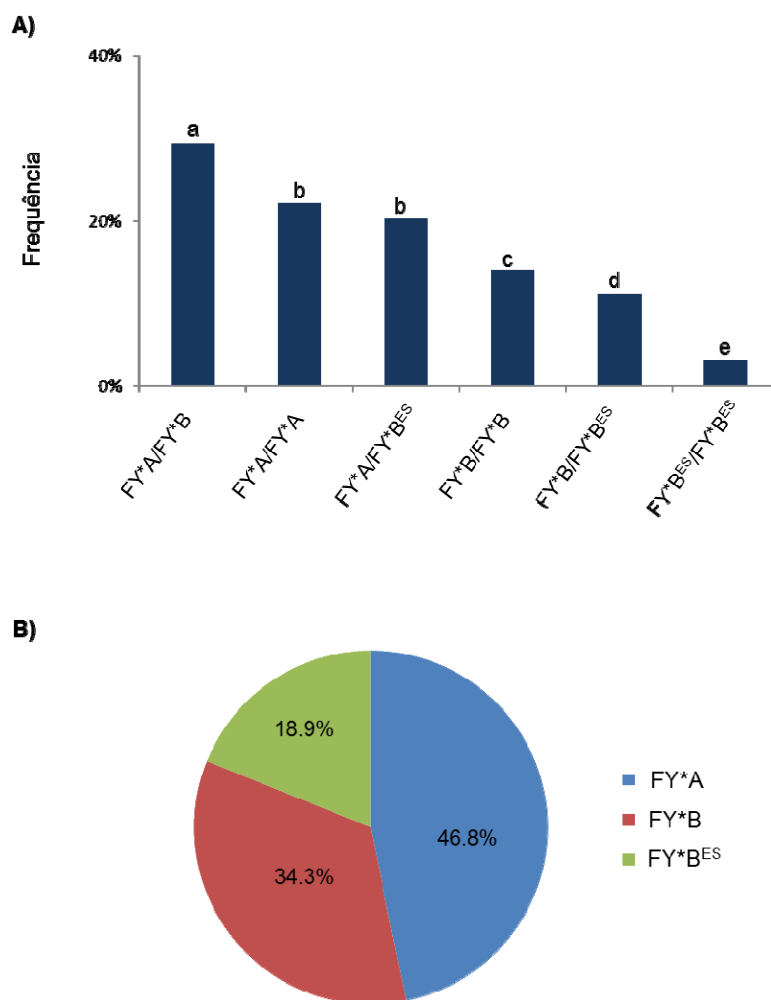 A)
40%
20%
0%
Frequência
a
b
b
c
d
e
FY*A/FY*B
FY*A/FY*A
FY*A/FY*B^ES
FY*B/FY*B
FY*B/FY*B^ES
FY*B^ES/FY*B^ES
B)
18.9%
46.8%
34.3%
FY*A
FY*B
FY*B^ES